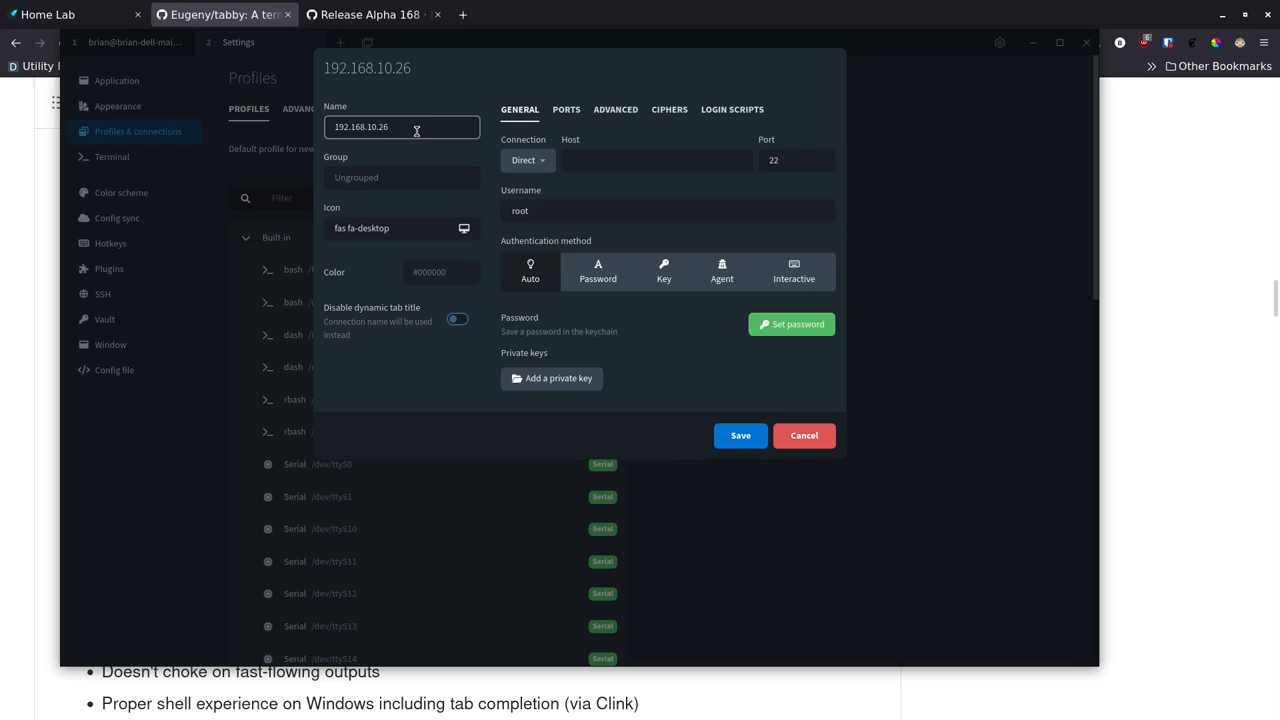 Home Lab
Eugeny/tabby: A ter
Release Alpha 168
1 brian@brian-dell-mai...
2 Settings
6
Utility
Other Bookmarks
Application
Appearance
Profiles & connections
Terminal
Color scheme
Config sync
Hotkeys
Plugins
SSH
Vault
Window
Config file
Profiles
PROFILES
ADVAN
Default profile for new
Filter
Built-in
bash
bash
dash
dash
rbash
rbash
Serial /dev/ttyS0 Serial
Serial /dev/ttyS1 Serial
Serial /dev/ttyS10 Serial
Serial /dev/ttyS11 Serial
Serial /dev/ttyS12 Serial
Serial /dev/ttyS13 Serial
Serial /dev/ttyS14 Serial
192.168.10.26
Name
192.168.10.26
Group
Ungrouped
Icon
fas fa-desktop
Color #000000
Disable dynamic tab title
Connection name will be used
instead
GENERAL PORTS ADVANCED CIPHERS LOGIN SCRIPTS
Connection Host Port
Direct 22
Username
root
Authentication method
Auto Password Key Agent Interactive
Password
Save a password in the keychain
Set password
Private keys
Add a private key
Save Cancel
Doesn't choke on fast-flowing outputs
Proper shell experience on Windows including tab completion (via Clink)